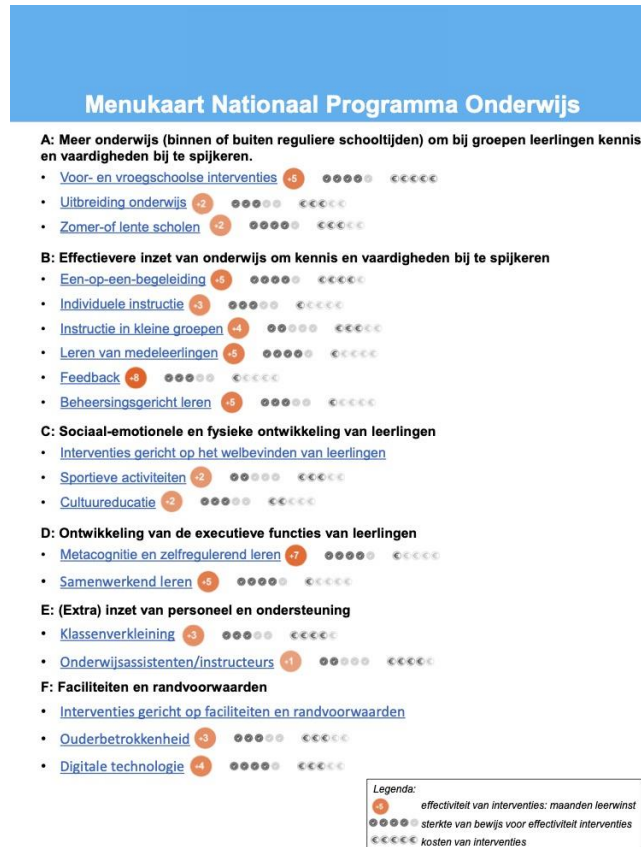 Menukaart Nationaal Programma Onderwijs
A: Meer onderwijs (binnen of buiten reguliere schooltijden) om bij groepen leerlingen kennis
en vaardigheden bij te spijkeren.
• Voor- en vroegschoolse interventies +5 €€€€€
• Uitbreiding onderwijs +2 €€€€€
• Zomer-of lente scholen +2 €€€€€
B: Effectievere inzet van onderwijs om kennis en vaardigheden bij te spijkeren
• Een-op-een-begeleiding +5 €€€€€
• Individuele instructie +3 €€€€€
• Instructie in kleine groepen +4 €€€€€
• Leren van medeleerlingen +5 €€€€€
• Feedback +8 €€€€€
• Beheersingsgericht leren +5 €€€€€
C: Sociaal-emotionele en fysieke ontwikkeling van leerlingen
• Interventies gericht op het welbevinden van leerlingen
• Sportieve activiteiten +2 €€€€€
• Cultuureducatie +2 €€€€€
D: Ontwikkeling van de executieve functies van leerlingen
• Metacognitie en zelfregulerend leren +7 €€€€€
• Samenwerkend leren +5 €€€€€
E: (Extra) inzet van personeel en ondersteuning
• Klassenverkleining +3 €€€€€
• Onderwijsassistenten/instructeurs +1 €€€€€
F: Faciliteiten en randvoorwaarden
• Interventies gericht op faciliteiten en randvoorwaarden
• Ouderbetrokkenheid +3 €€€€€
• Digitale technologie +4 €€€€€
Legenda:
+5 effectiviteit van interventies: maanden leerwinst
sterkte van bewijs voor effectiviteit interventies
€€€€€ kosten van interventies